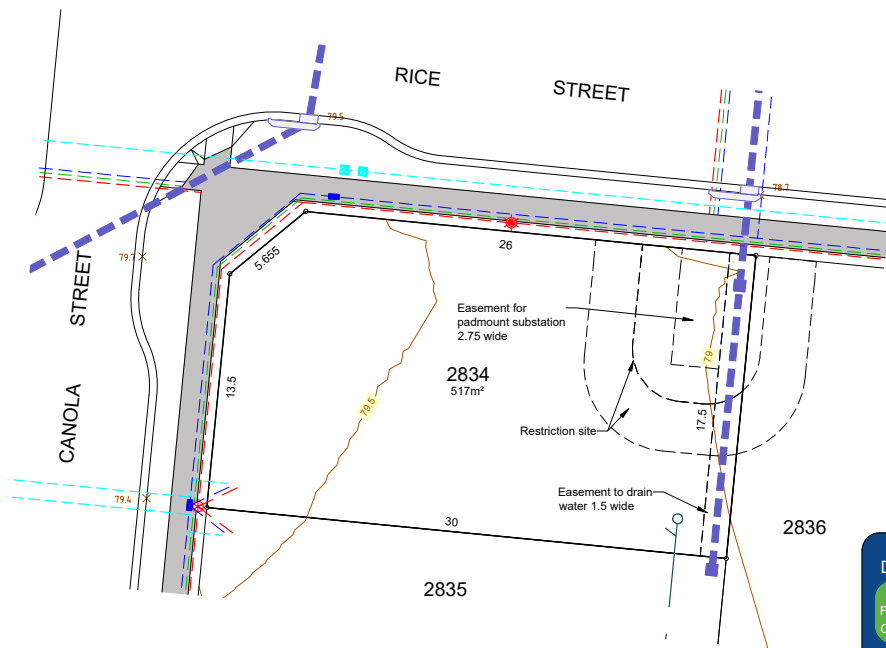 RICE STREET
79.5
78.7
79.7
CANOLA STREET
5.655
26
Easement for
padmount substation
2.75 wide
79
2834
517m²
13.5
79.5
17.5
Restriction site
79.4
Easement to drain
water 1.5 wide
30
2836
2835
D
F
C